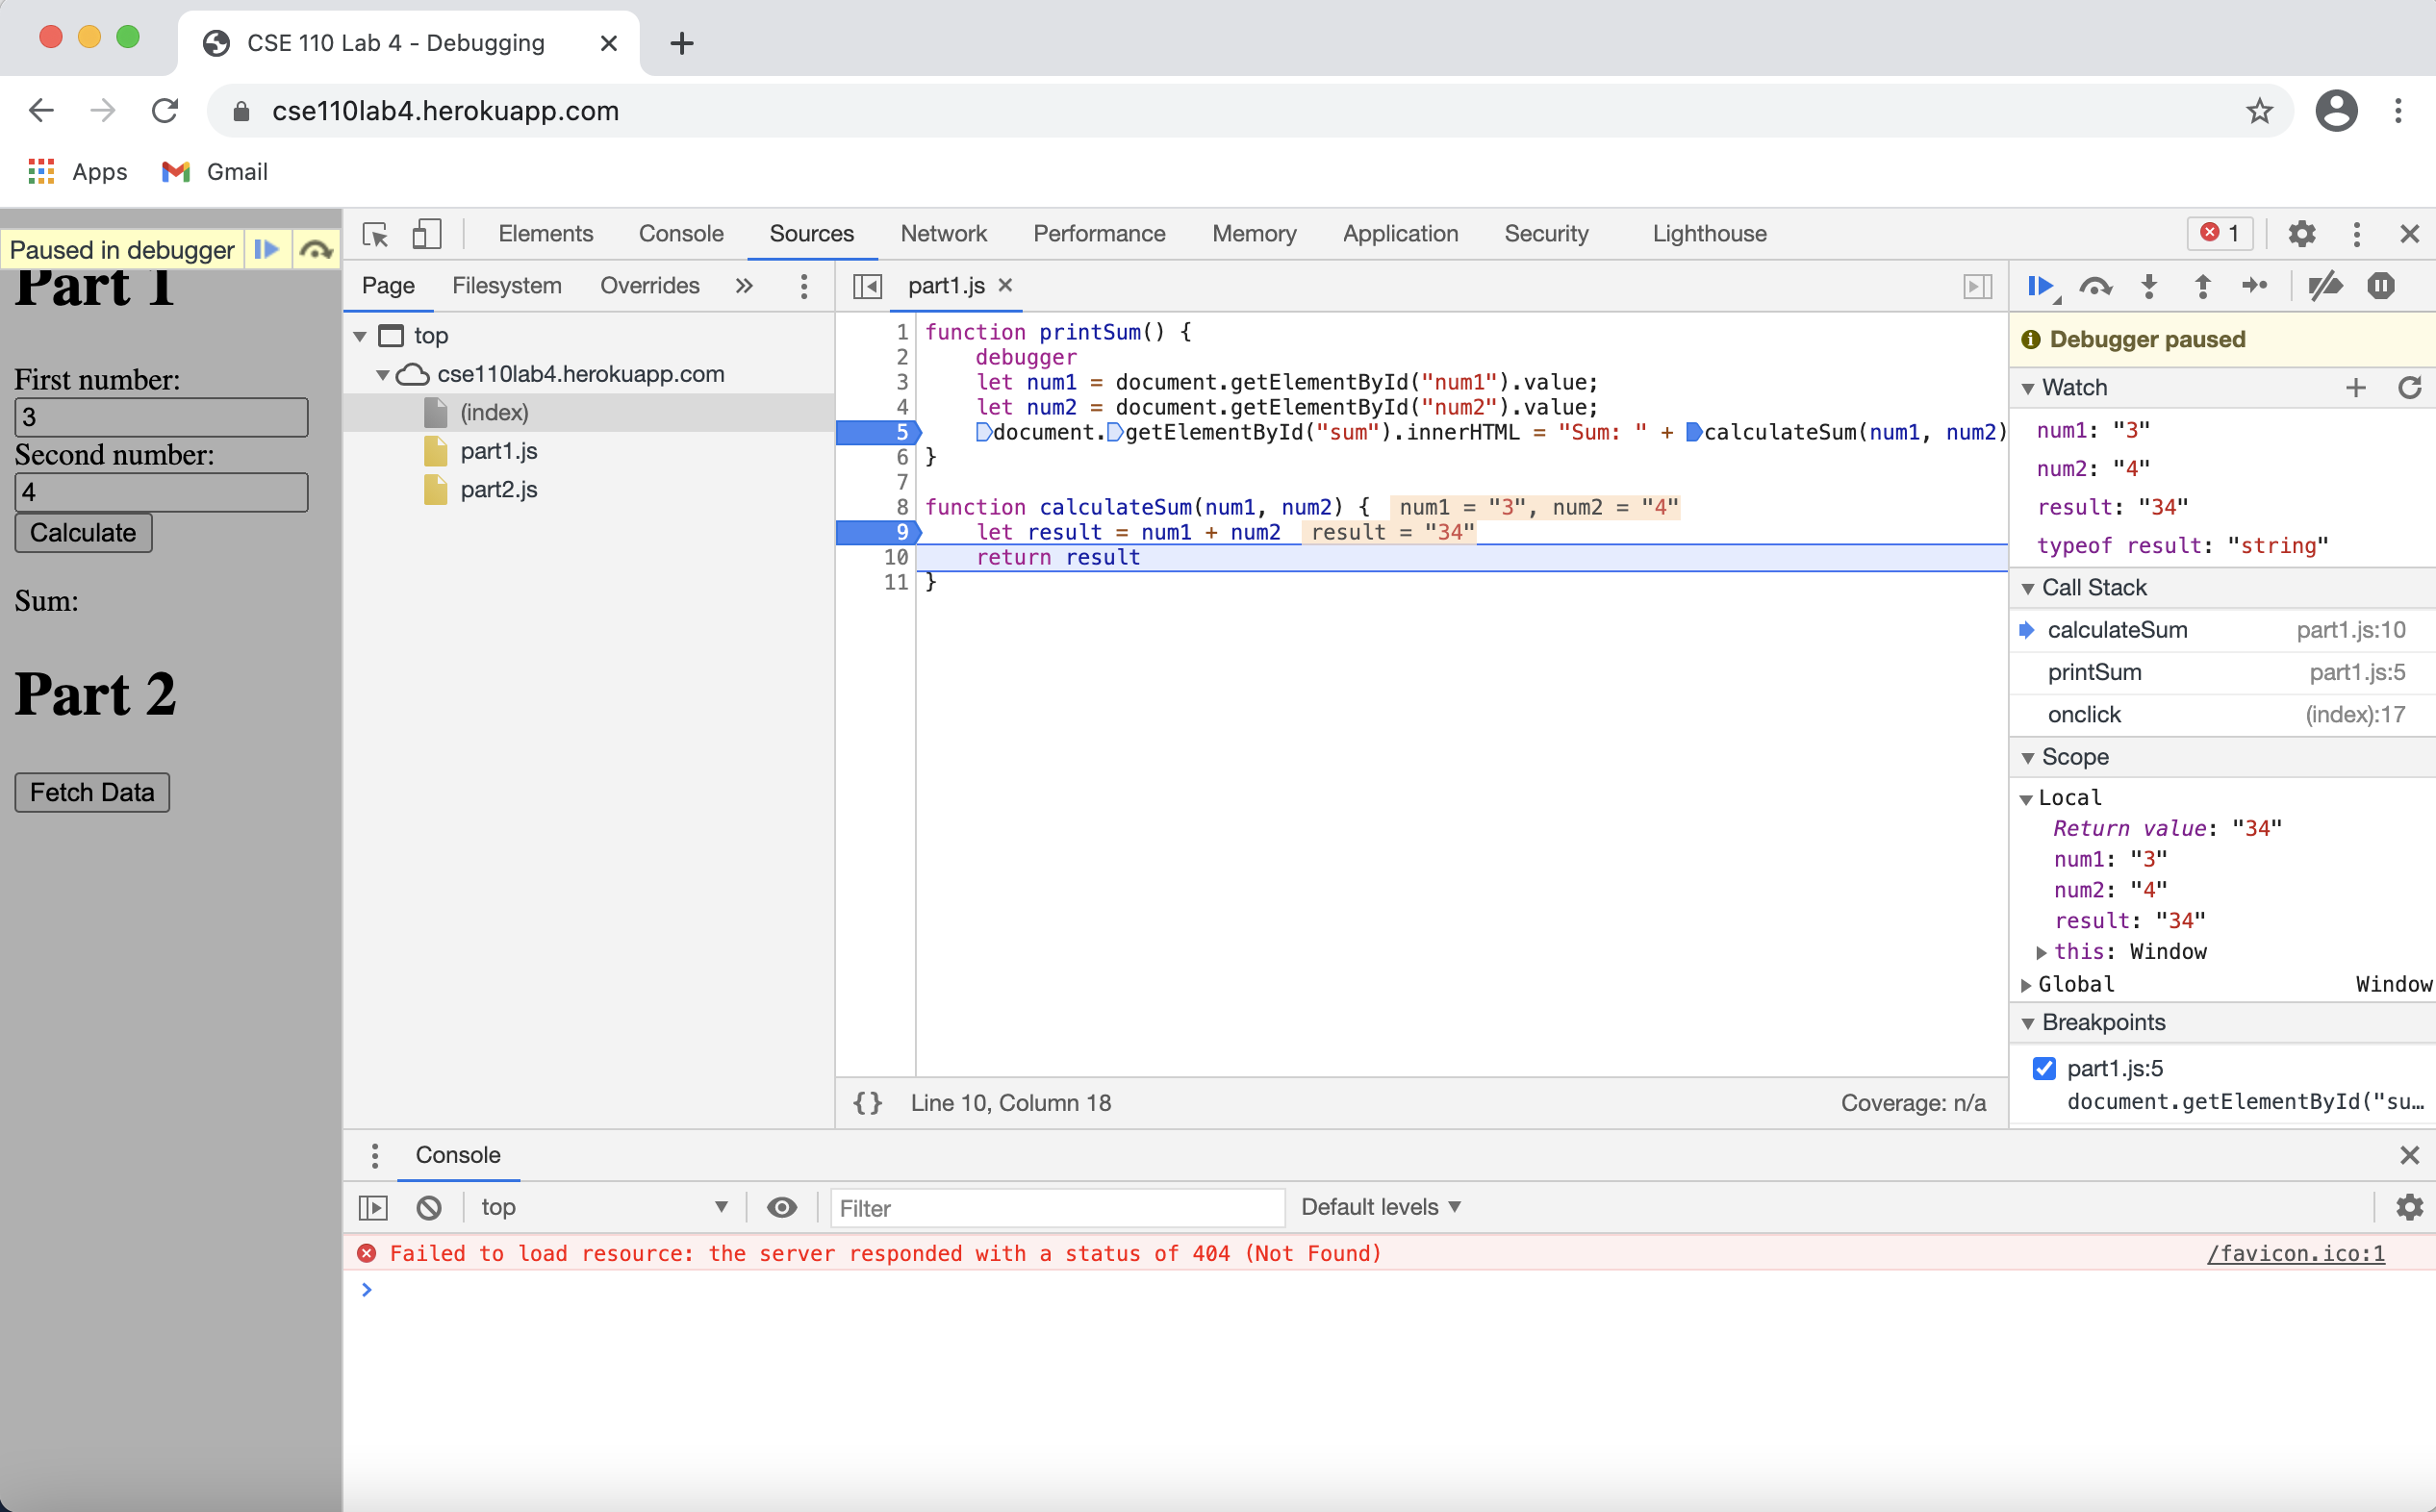 CSE 110 Lab 4 - Debugging
cse110lab4.herokuapp.com
Apps Gmail
Paused in debugger
Part 1
First number:
3
Second number:
4
Calculate
Sum:
Part 2
Fetch Data
Elements Console Sources Network Performance Memory Application Security Lighthouse 1
Page Filesystem Overrides »
top
cse110lab4.herokuapp.com
(index)
part1.js
part2.js
part1.js
1 function printSum() {
2 debugger
3 let num1 = document.getElementById("num1").value;
4 let num2 = document.getElementById("num2").value;
5 document.getElementById("sum").innerHTML = "Sum: " + calculateSum(num1, num2)
6 }
7
8 function calculateSum(num1, num2) { num1 = "3", num2 = "4"
9 let result = num1 + num2 result = "34"
10 return result
11 }
{} Line 10, Column 18 Coverage: n/a
Debugger paused
Watch
num1: "3"
num2: "4"
result: "34"
typeof result: "string"
Call Stack
calculateSum part1.js:10
printSum part1.js:5
onclick (index):17
Scope
Local
Return value: "34"
num1: "3"
num2: "4"
result: "34"
this: Window
Global Window
Breakpoints
part1.js:5
document.getElementById("su…
Console
top Filter Default levels
Failed to load resource: the server responded with a status of 404 (Not Found) /favicon.ico:1